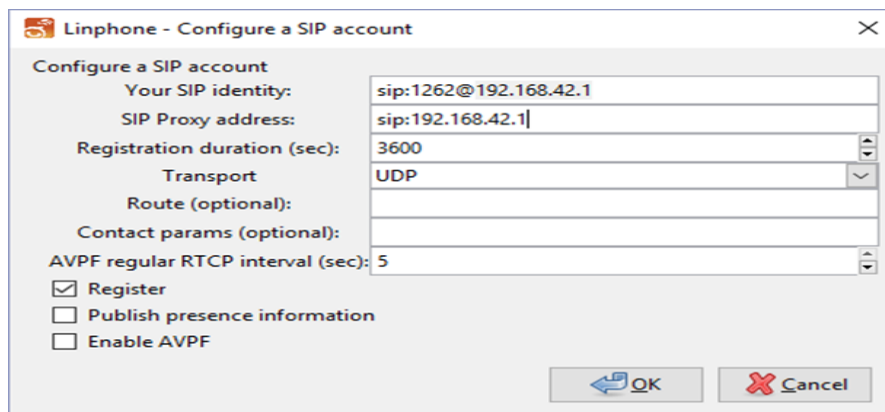 Linphone - Configure a SIP account
Configure a SIP account
Your SIP identity: sip:1262@192.168.42.1
SIP Proxy address: sip:192.168.42.1
Registration duration (sec): 3600
Transport UDP
Route (optional):
Contact params (optional):
AVPF regular RTCP interval (sec): 5
Register
Publish presence information
Enable AVPF
OK Cancel